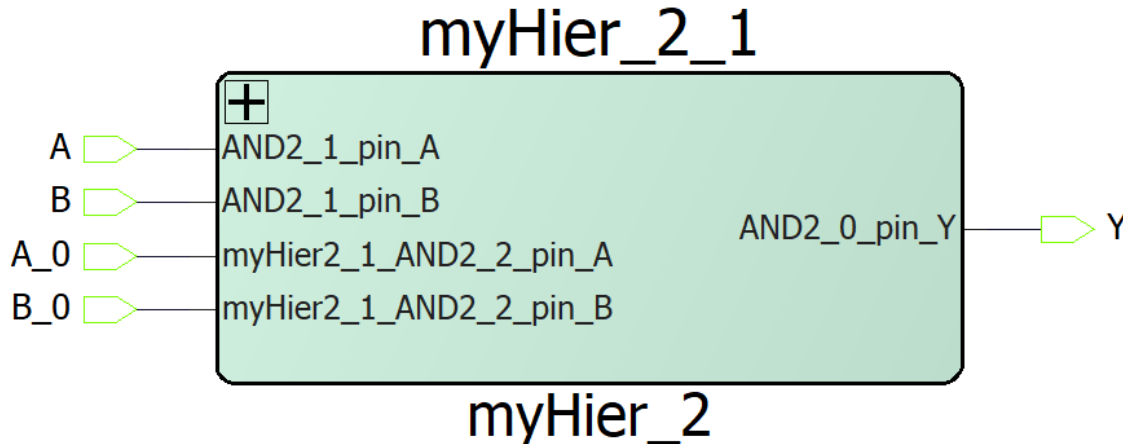 myHier_2_1
A
AND2_1_pin_A
B
AND2_1_pin_B
AND2_0_pin_Y
Y
A_0
myHier2_1_AND2_2_pin_A
B_0
myHier2_1_AND2_2_pin_B
myHier_2